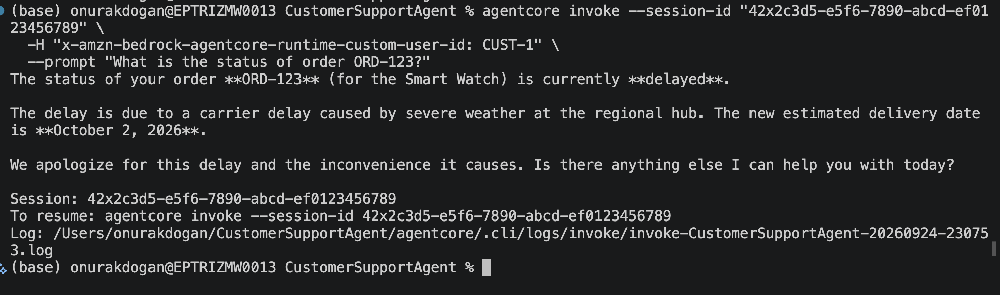 (base) onurakdogan@EPTRIZMW0013 CustomerSupportAgent % agentcore invoke --session-id "42x2c3d5-e5f6-7890-abcd-ef01
23456789" \
  -H "x-amzn-bedrock-agentcore-runtime-custom-user-id: CUST-1" \
  --prompt "What is the status of order ORD-123?"
The status of your order **ORD-123** (for the Smart Watch) is currently **delayed**.

The delay is due to a carrier delay caused by severe weather at the regional hub. The new estimated delivery date
is **October 2, 2026**.

We apologize for this delay and the inconvenience it causes. Is there anything else I can help you with today?

Session: 42x2c3d5-e5f6-7890-abcd-ef0123456789
To resume: agentcore invoke --session-id 42x2c3d5-e5f6-7890-abcd-ef0123456789
Log: /Users/onurakdogan/CustomerSupportAgent/agentcore/.cli/logs/invoke/invoke-CustomerSupportAgent-20260924-23075
3.log
(base) onurakdogan@EPTRIZMW0013 CustomerSupportAgent %